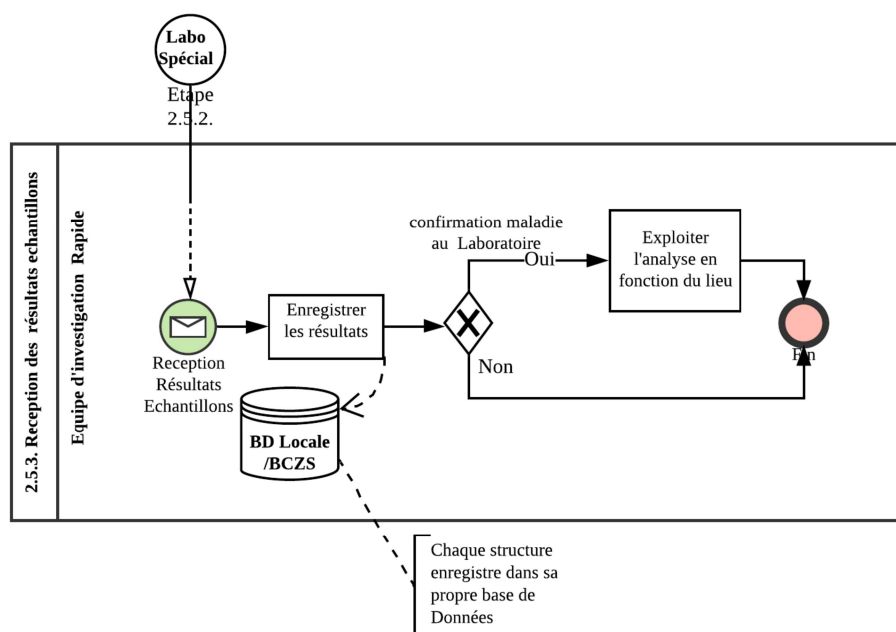 Labo
Spécial
Etape
2.5.2.
2.5.3. Reception des résultats echantillons
Equipe d'investigation Rapide
Reception
Résultats
Echantillons
Enregistrer
les résultats
BD Locale
/BCZS
confirmation maladie
au Laboratoire
Oui
Non
Exploiter
l'analyse en
fonction du lieu
Fin
Chaque structure
enregistre dans sa
propre base de
Données